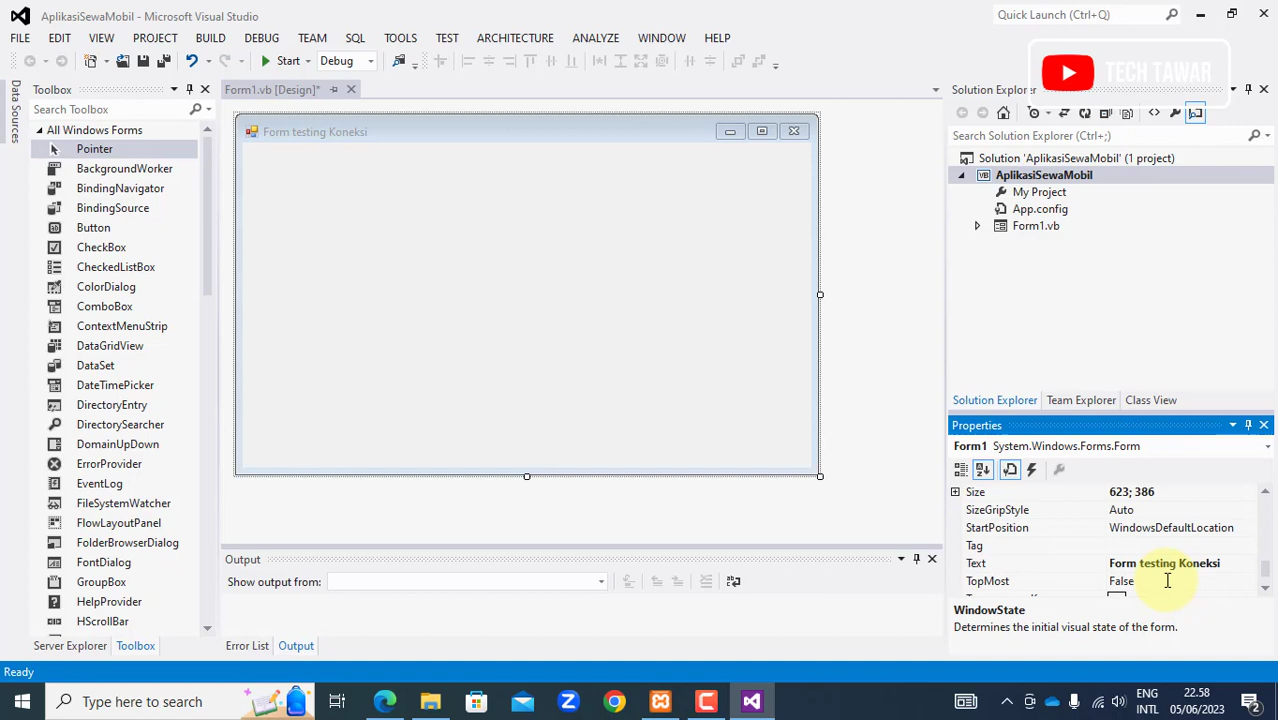 AplikasiSewaMobil - Microsoft Visual Studio
Quick Launch (Ctrl+Q)
FILE EDIT VIEW PROJECT BUILD DEBUG TEAM SQL TOOLS TEST ARCHITECTURE ANALYZE WINDOW HELP
Start Debug
TECH TAWAR
Data Sources
Toolbox
Search Toolbox
All Windows Forms
Pointer
BackgroundWorker
BindingNavigator
BindingSource
Button
CheckBox
CheckedListBox
ColorDialog
ComboBox
ContextMenuStrip
DataGridView
DataSet
DateTimePicker
DirectoryEntry
DirectorySearcher
DomainUpDown
ErrorProvider
EventLog
FileSystemWatcher
FlowLayoutPanel
FolderBrowserDialog
FontDialog
GroupBox
HelpProvider
HScrollBar
Server Explorer Toolbox
Form1.vb [Design]*
Form testing Koneksi
Output
Show output from:
Error List Output
Solution Explorer
Search Solution Explorer (Ctrl+;)
Solution 'AplikasiSewaMobil' (1 project)
VB AplikasiSewaMobil
My Project
App.config
Form1.vb
Solution Explorer Team Explorer Class View
Properties
Form1 System.Windows.Forms.Form
Size 623; 386
SizeGripStyle Auto
StartPosition WindowsDefaultLocation
Tag
Text Form testing Koneksi
TopMost False
WindowState
Determines the initial visual state of the form.
Ready
Type here to search
ENG
INTL
22.58
05/06/2023
2